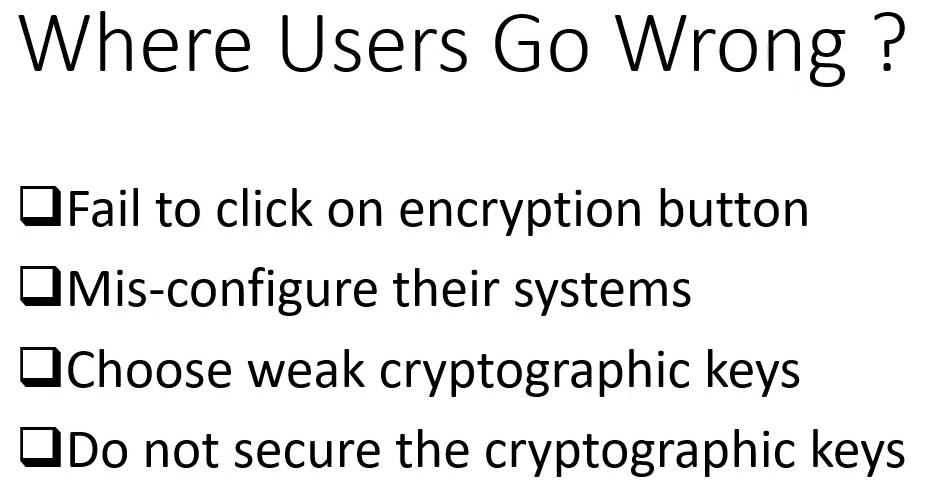 Where Users Go Wrong ?
❑Fail to click on encryption button
❑Mis-configure their systems
❑Choose weak cryptographic keys
❑Do not secure the cryptographic keys